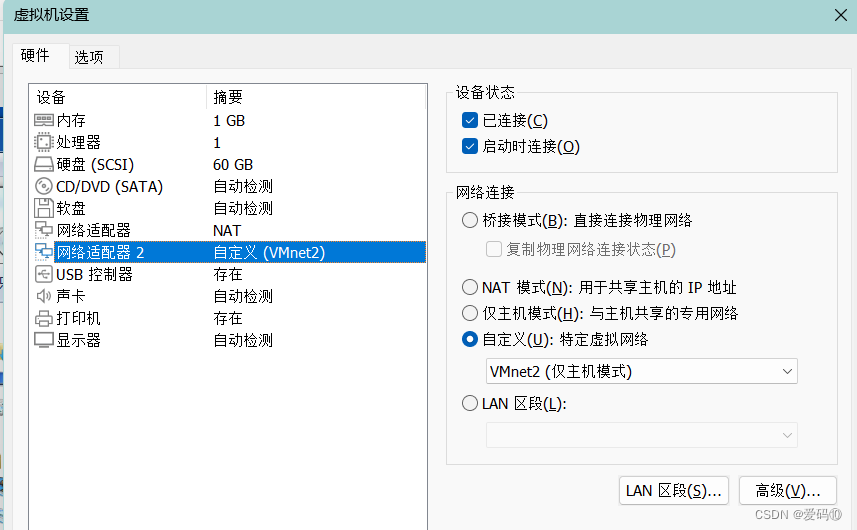 虚拟机设置
硬件 选项
设备 摘要
内存 1 GB
处理器 1
硬盘 (SCSI) 60 GB
CD/DVD (SATA) 自动检测
软盘 自动检测
网络适配器 NAT
网络适配器 2 自定义 (VMnet2)
USB 控制器 存在
声卡 自动检测
打印机 存在
显示器 自动检测
设备状态
已连接(C)
启动时连接(O)
网络连接
桥接模式(B): 直接连接物理网络
复制物理网络连接状态(P)
NAT 模式(N): 用于共享主机的 IP 地址
仅主机模式(H): 与主机共享的专用网络
自定义(U): 特定虚拟网络
VMnet2 (仅主机模式)
LAN 区段(L):
LAN 区段(S)... 高级(V)...
CSDN @爱码⑩